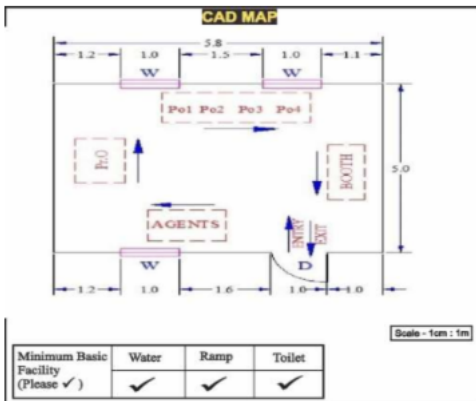 CAD MAP
5.8
1.2 1.0 1.5 1.0 1.1
W W
Po1 Po2 Po3 Po4
Pr.O
BOOTH
5.0
AGENTS
ENTRY
EXIT
W D
1.2 1.0 1.6 1.0 1.0
Scale - 1cm : 1m
Minimum Basic Facility (Please ✓) Water Ramp Toilet
✓ ✓ ✓